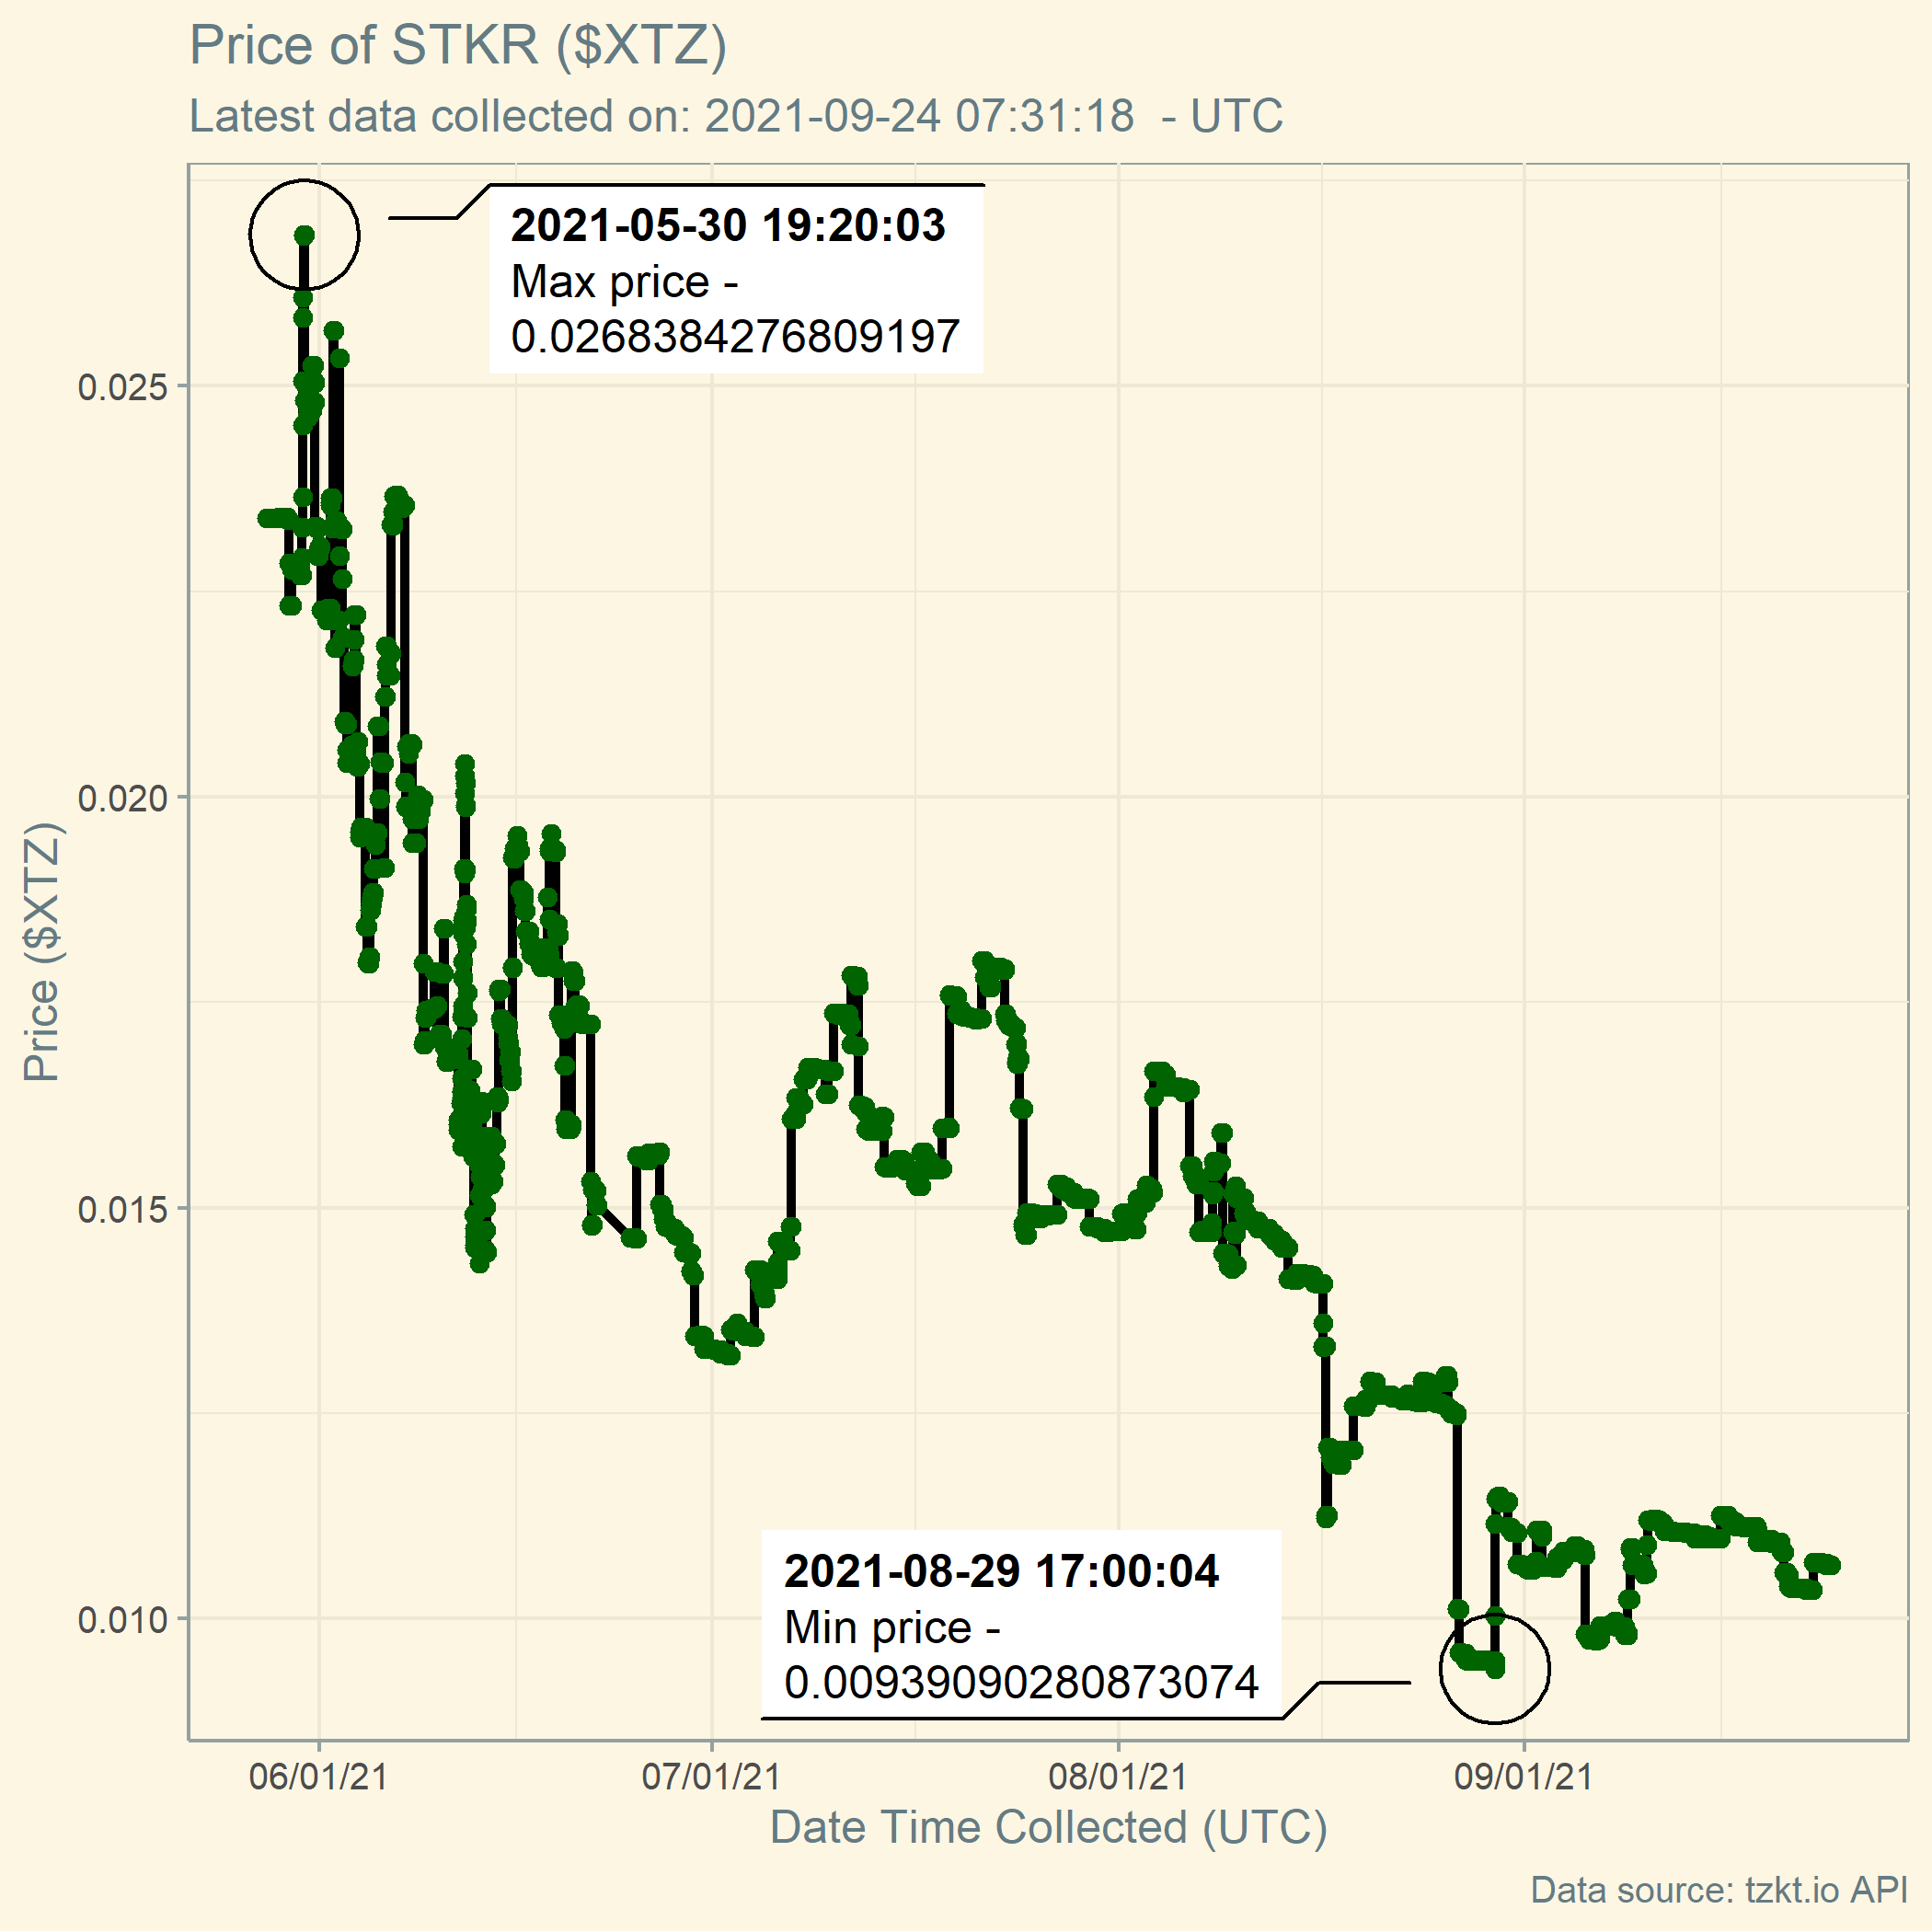 Price of STKR ($XTZ)
Latest data collected on: 2021-09-24 07:31:18  - UTC
2021-05-30 19:20:03
Max price -
0.0268384276809197
0.025
0.020
0.015
0.010
Price ($XTZ)
2021-08-29 17:00:04
Min price -
0.00939090280873074
06/01/21
07/01/21
08/01/21
09/01/21
Date Time Collected (UTC)
Data source: tzkt.io API